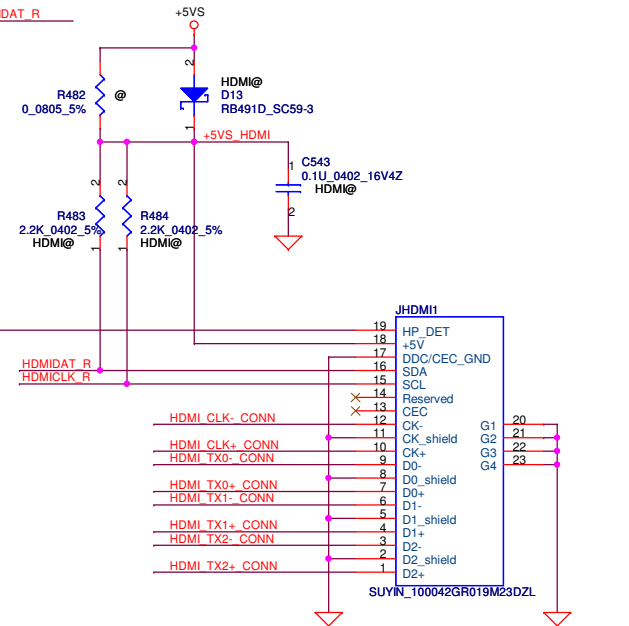 IDAT_R
+5VS
2
HDMI@
R482
@
D13
0_0805_5%
RB491D_SC59-3
1
+5VS_HDMI
C543
1
0.1U_0402_16V4Z
HDMI@
2
2
2
R483
R484
2.2K_0402_5%
2.2K_0402_5%
HDMI@
HDMI@
1
1
JHDMI1
19 HP_DET
18 +5V
17 DDC/CEC_GND
HDMIDAT_R 16 SDA
HDMICLK_R 15 SCL
14 Reserved
13 CEC
HDMI_CLK-_CONN 12 CK-
G1 20
11 CK_shield
G2 21
HDMI_CLK+_CONN 10 CK+
G3 22
HDMI_TX0-_CONN 9 D0-
G4 23
8 D0_shield
HDMI_TX0+_CONN 7 D0+
HDMI_TX1-_CONN 6 D1-
5 D1_shield
HDMI_TX1+_CONN 4 D1+
HDMI_TX2-_CONN 3 D2-
2 D2_shield
HDMI_TX2+_CONN 1 D2+
SUYIN_100042GR019M23DZL